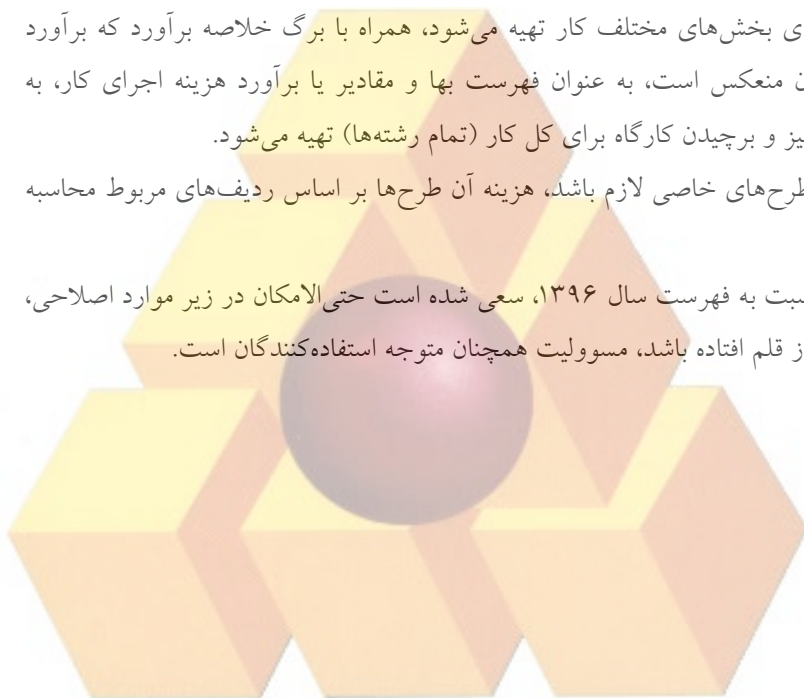 ی بخش‌های مختلف کار تهیه می‌شود، همراه با برگ خلاصه برآورد که برآورد
ن منعکس است، به عنوان فهرست بها و مقادیر یا برآورد هزینه اجرای کار، به
یز و برچیدن کارگاه برای کل کار (تمام رشته‌ها) تهیه می‌شود.
طرح‌های خاصی لازم باشد، هزینه آن طرح‌ها بر اساس ردیف‌های مربوط محاسبه
سبت به فهرست سال ۱۳۹۶، سعی شده است حتی‌الامکان در زیر موارد اصلاحی،
ز قلم افتاده باشد، مسوولیت همچنان متوجه استفاده‌کنندگان است.